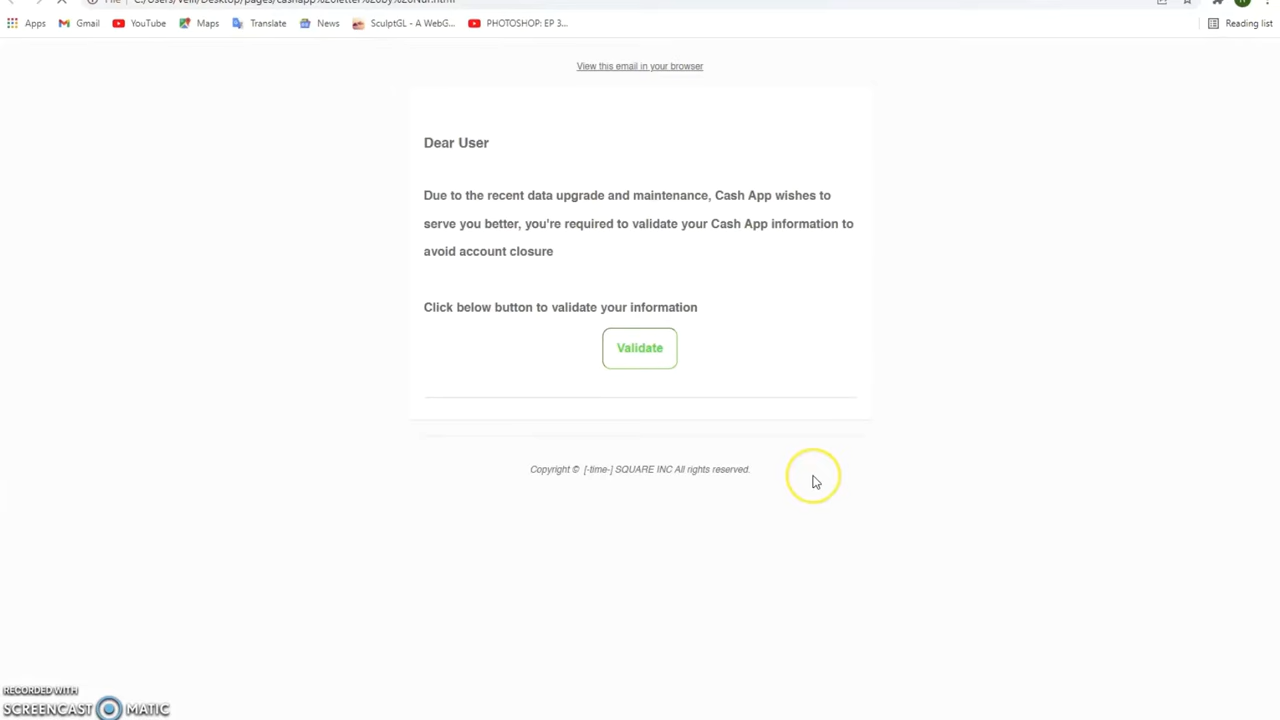 Apps Gmail YouTube Maps Translate News SculptGL - A WebG... PHOTOSHOP: EP 3... Reading list
View this email in your browser
Dear User
Due to the recent data upgrade and maintenance, Cash App wishes to
serve you better, you're required to validate your Cash App information to
avoid account closure
Click below button to validate your information
Validate
Copyright © [-time-] SQUARE INC All rights reserved.
RECORDED WITH
SCREENCAST MATIC